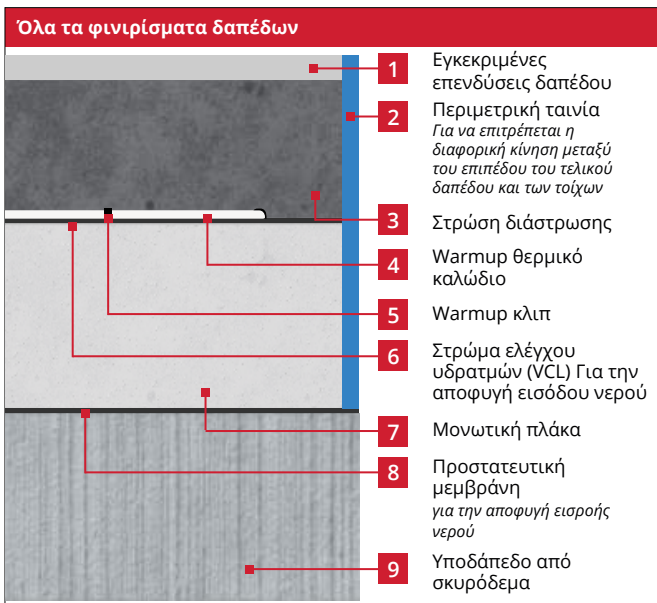 Όλα τα φινιρίσματα δαπέδων
1 Εγκεκριμένες
επενδύσεις δαπέδου
2 Περιμετρική ταινία
Για να επιτρέπεται η
διαφορική κίνηση μεταξύ
του επιπέδου του τελικού
δαπέδου και των τοίχων
3 Στρώση διάστρωσης
4 Warmup θερμικό
καλώδιο
5 Warmup κλιπ
6 Στρώμα ελέγχου
υδρατμών (VCL) Για την
αποφυγή εισόδου νερού
7 Μονωτική πλάκα
8 Προστατευτική
μεμβράνη
για την αποφυγή εισροής
νερού
9 Υποδάπεδο από
σκυρόδεμα